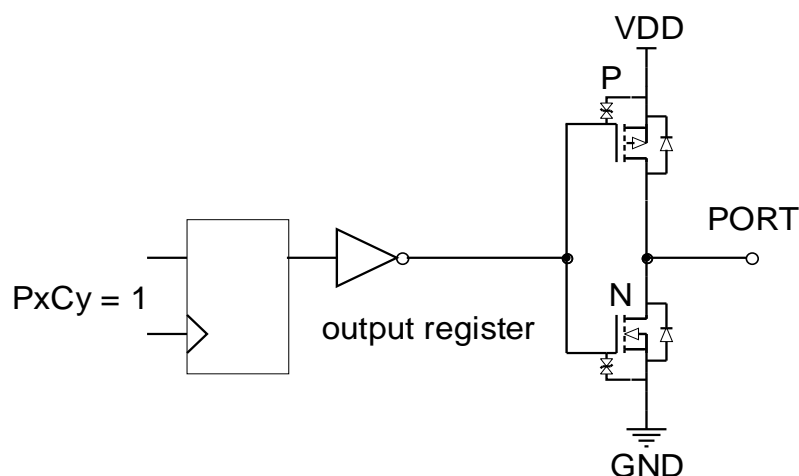 VDD
P
PORT
PxCy = 1
N
output register
GND